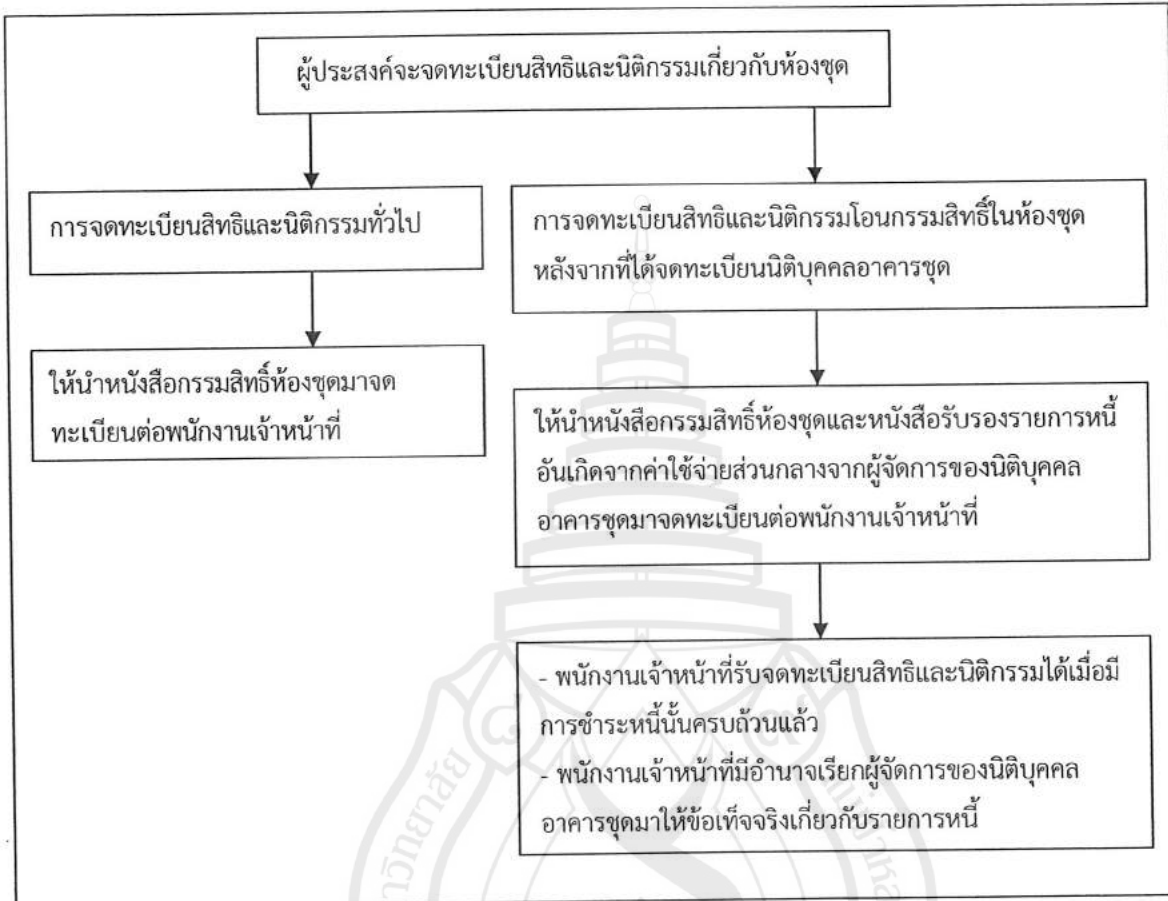 ผู้ประสงค์จะจดทะเบียนสิทธิและนิติกรรมเกี่ยวกับห้องชุด
การจดทะเบียนสิทธิและนิติกรรมทั่วไป
ให้นำหนังสือกรรมสิทธิ์ห้องชุดมาจด
ทะเบียนต่อพนักงานเจ้าหน้าที่
การจดทะเบียนสิทธิและนิติกรรมโอนกรรมสิทธิ์ในห้องชุด
หลังจากที่ได้จดทะเบียนนิติบุคคลอาคารชุด
ให้นำหนังสือกรรมสิทธิ์ห้องชุดและหนังสือรับรองรายการหนี้
อันเกิดจากค่าใช้จ่ายส่วนกลางจากผู้จัดการของนิติบุคคล
อาคารชุดมาจดทะเบียนต่อพนักงานเจ้าหน้าที่
- พนักงานเจ้าหน้าที่รับจดทะเบียนสิทธิและนิติกรรมได้เมื่อมี
การชำระหนี้นั้นครบถ้วนแล้ว
- พนักงานเจ้าหน้าที่มีอำนาจเรียกผู้จัดการของนิติบุคคล
อาคารชุดมาให้ข้อเท็จจริงเกี่ยวกับรายการหนี้